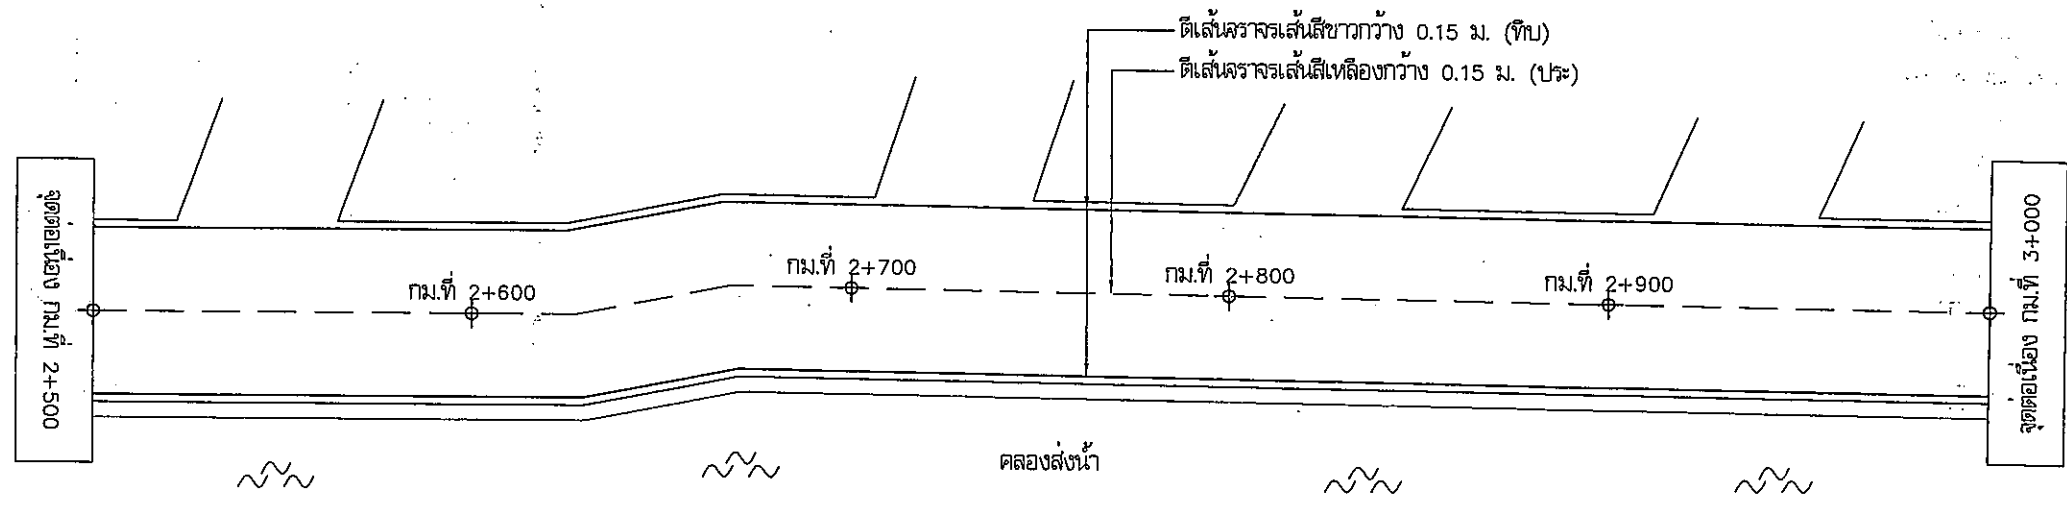 ตีเส้นจราจรเส้นสีขาวกว้าง 0.15 ม. (ทึบ)
ตีเส้นจราจรเส้นสีเหลืองกว้าง 0.15 ม. (ประ)
จุดต่อเนื่อง กม.ที่ 2+500
กม.ที่ 2+600
กม.ที่ 2+700
กม.ที่ 2+800
กม.ที่ 2+900
จุดต่อเนื่อง กม.ที่ 3+000
คลองส่งน้ำ